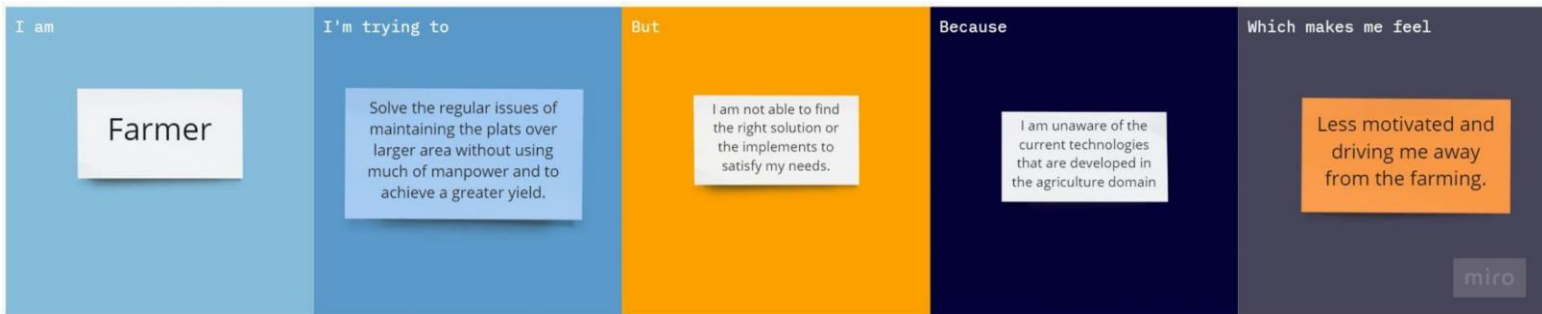 I am
Farmer
I'm trying to
Solve the regular issues of
maintaining the plats over
larger area without using
much of manpower and to
achieve a greater yield.
But
I am not able to find
the right solution or
the implements to
satisfy my needs.
Because
I am unaware of the
current technologies
that are developed in
the agriculture domain
Which makes me feel
Less motivated and
driving me away
from the farming.
miro